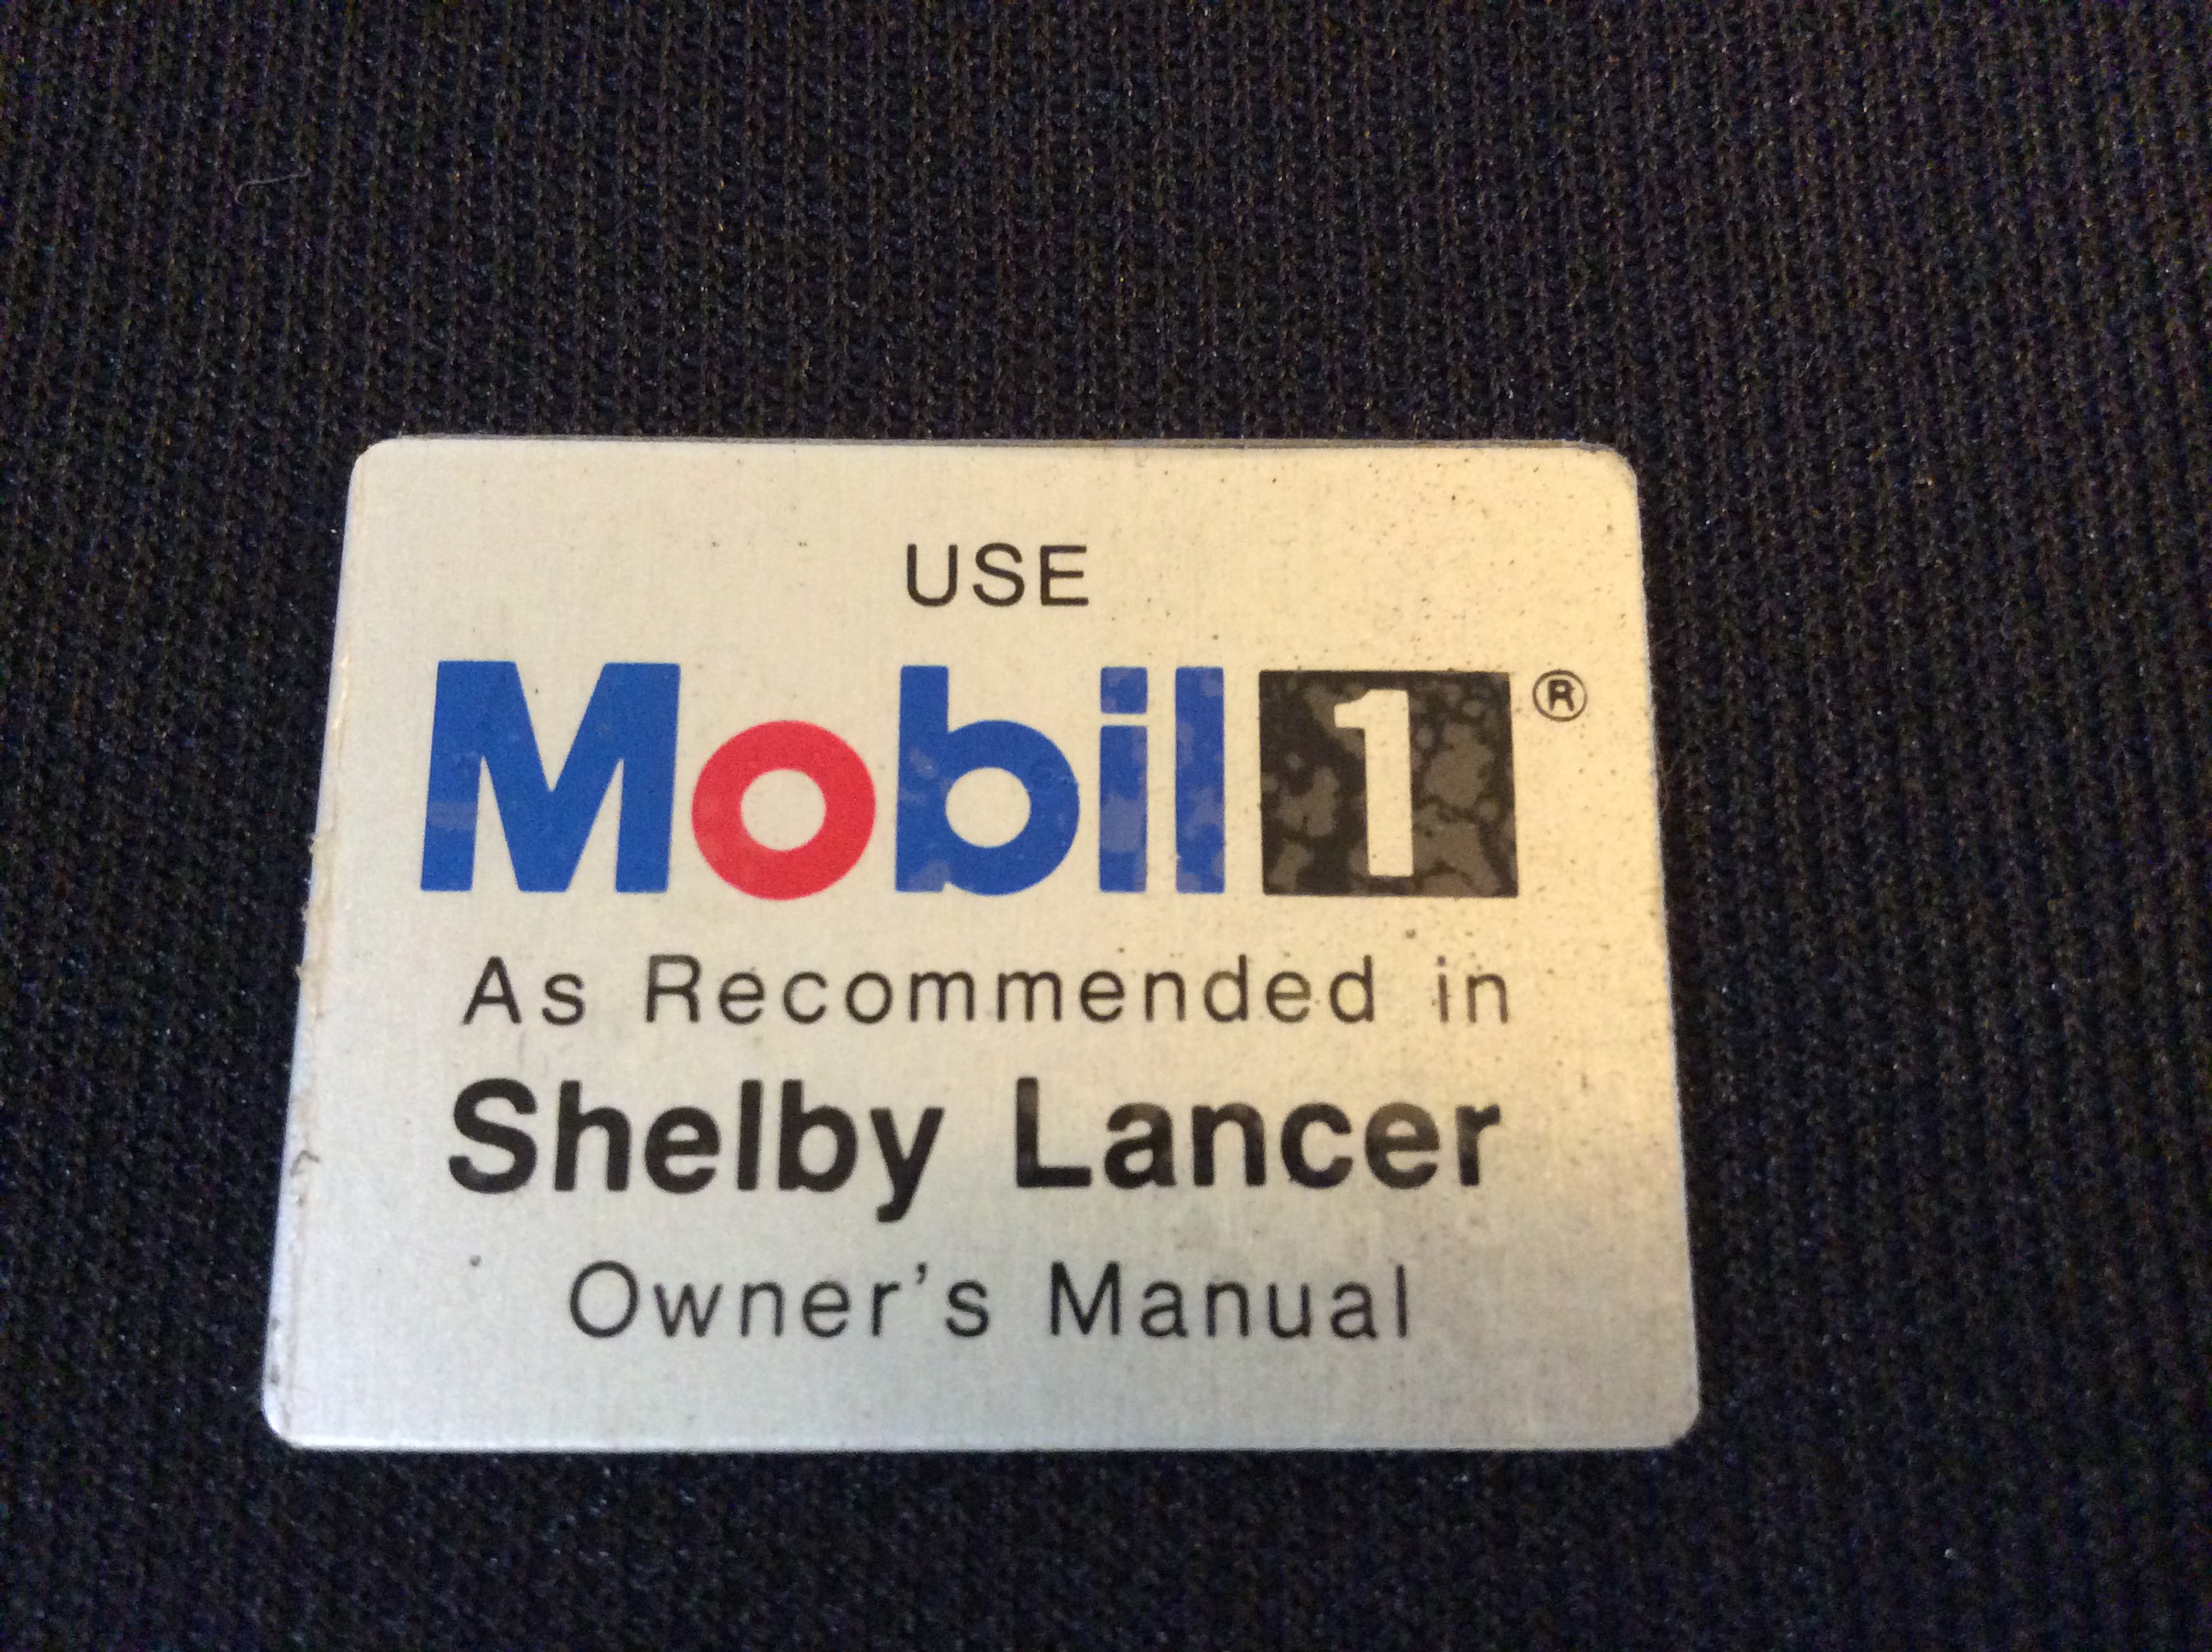 USE
Mobil 1®
As Recommended in
Shelby Lancer
Owner's Manual